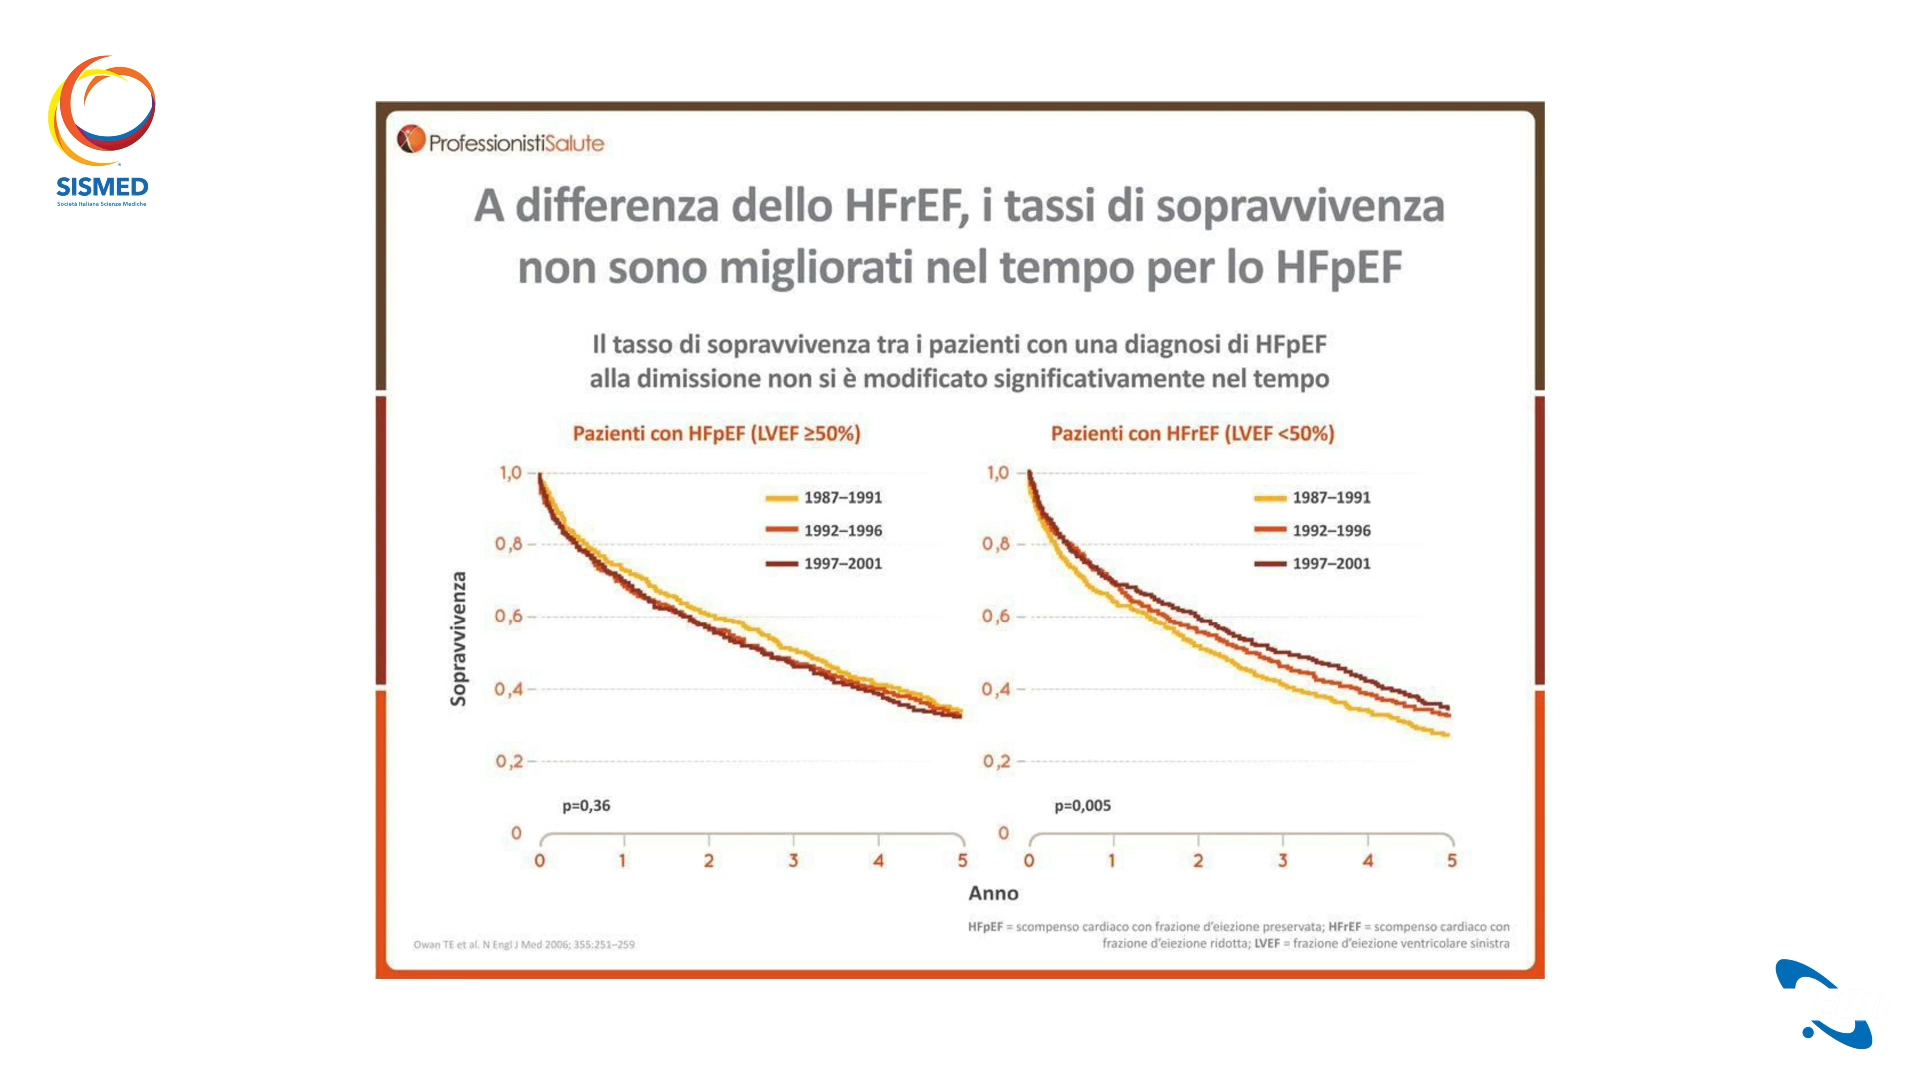 SISMED
Società Italiana Scienze Mediche
ProfessionistiSalute
A differenza dello HFrEF, i tassi di sopravvivenza
non sono migliorati nel tempo per lo HFpEF
Il tasso di sopravvivenza tra i pazienti con una diagnosi di HFpEF
alla dimissione non si è modificato significativamente nel tempo
Pazienti con HFpEF (LVEF ≥50%)
Sopravvivenza
1,0
0,8
0,6
0,4
0,2
0
1987–1991
1992–1996
1997–2001
p=0,36
0 1 2 3 4 5
Pazienti con HFrEF (LVEF <50%)
1,0
0,8
0,6
0,4
0,2
0
1987–1991
1992–1996
1997–2001
p=0,005
0 1 2 3 4 5
Anno
HFpEF = scompenso cardiaco con frazione d'eiezione preservata; HFrEF = scompenso cardiaco con
frazione d'eiezione ridotta; LVEF = frazione d'eiezione ventricolare sinistra
Owan TE et al. N Engl J Med 2006; 355:251–259